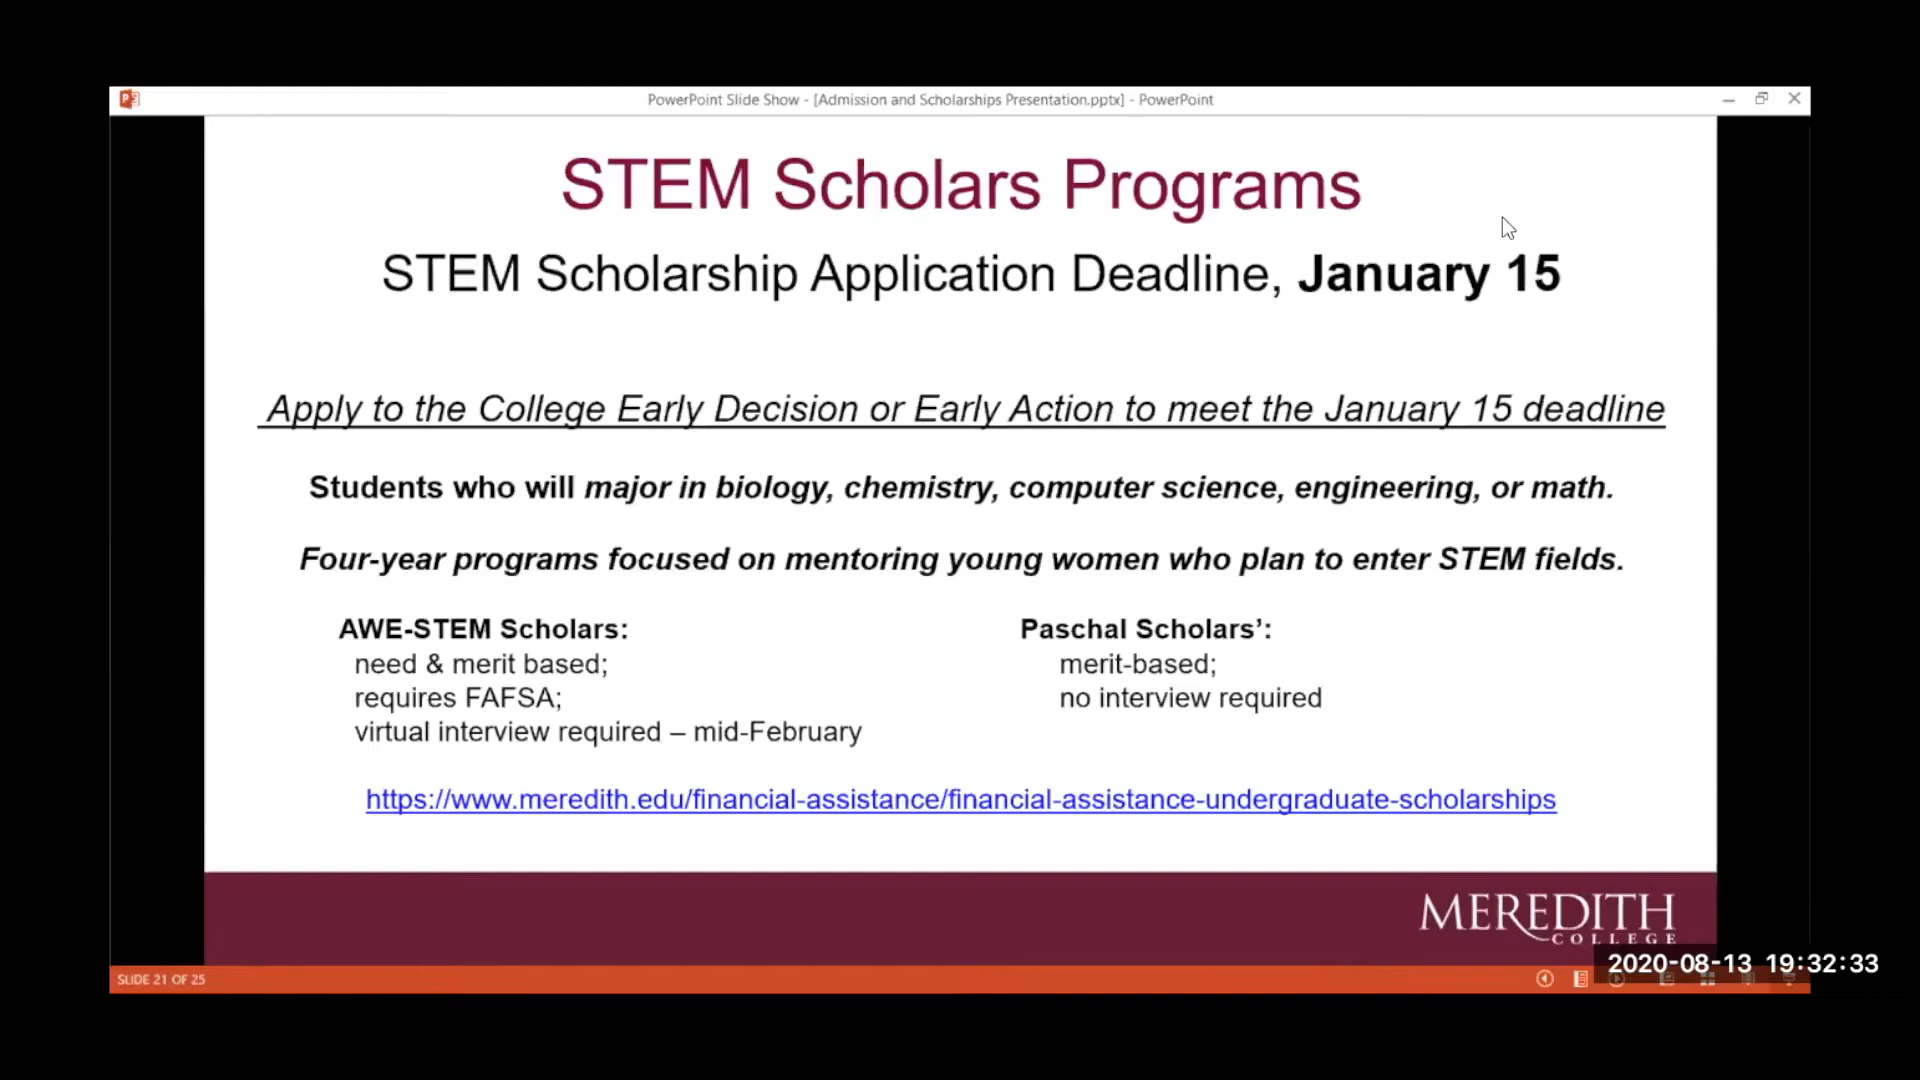 PowerPoint Slide Show - [Admission and Scholarships Presentation.pptx] - PowerPoint
STEM Scholars Programs
STEM Scholarship Application Deadline, January 15
Apply to the College Early Decision or Early Action to meet the January 15 deadline
Students who will major in biology, chemistry, computer science, engineering, or math.
Four-year programs focused on mentoring young women who plan to enter STEM fields.
AWE-STEM Scholars:
need & merit based;
requires FAFSA;
virtual interview required – mid-February
Paschal Scholars’:
merit-based;
no interview required
https://www.meredith.edu/financial-assistance/financial-assistance-undergraduate-scholarships
MEREDITH
COLLEGE
2020-08-13 19:32:33
SLIDE 21 OF 25